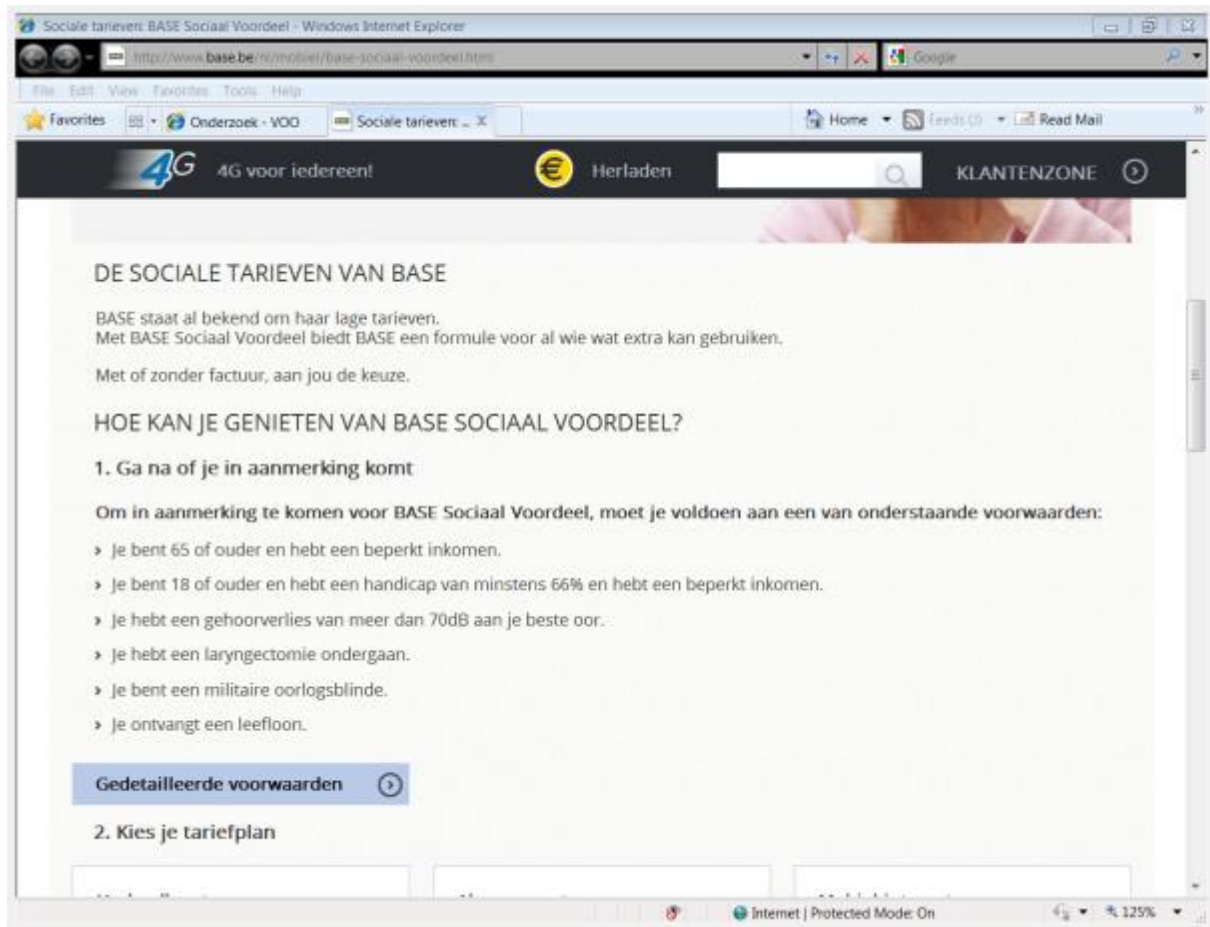 Sociale tarieven: BASE Sociaal Voordeel - Windows Internet Explorer
http://www.base.be/nl/mobiel/base-sociaal-voordeel.html
Google
File Edit View Favorites Tools Help
Favorites
Onderzoek - VOO
Sociale tarieven: ... X
Home
Feeds (J)
Read Mail
4G
4G voor iedereen!
€
Herladen
KLANTENZONE
DE SOCIALE TARIEVEN VAN BASE
BASE staat al bekend om haar lage tarieven.
Met BASE Sociaal Voordeel biedt BASE een formule voor al wie wat extra kan gebruiken.
Met of zonder factuur, aan jou de keuze.
HOE KAN JE GENIETEN VAN BASE SOCIAAL VOORDEEL?
1. Ga na of je in aanmerking komt
Om in aanmerking te komen voor BASE Sociaal Voordeel, moet je voldoen aan een van onderstaande voorwaarden:
› Je bent 65 of ouder en hebt een beperkt inkomen.
› Je bent 18 of ouder en hebt een handicap van minstens 66% en hebt een beperkt inkomen.
› Je hebt een gehoorverlies van meer dan 70dB aan je beste oor.
› Je hebt een laryngectomie ondergaan.
› Je bent een militaire oorlogsblinde.
› Je ontvangt een leefloon.
Gedetailleerde voorwaarden
2. Kies je tariefplan
Internet | Protected Mode: On
125%